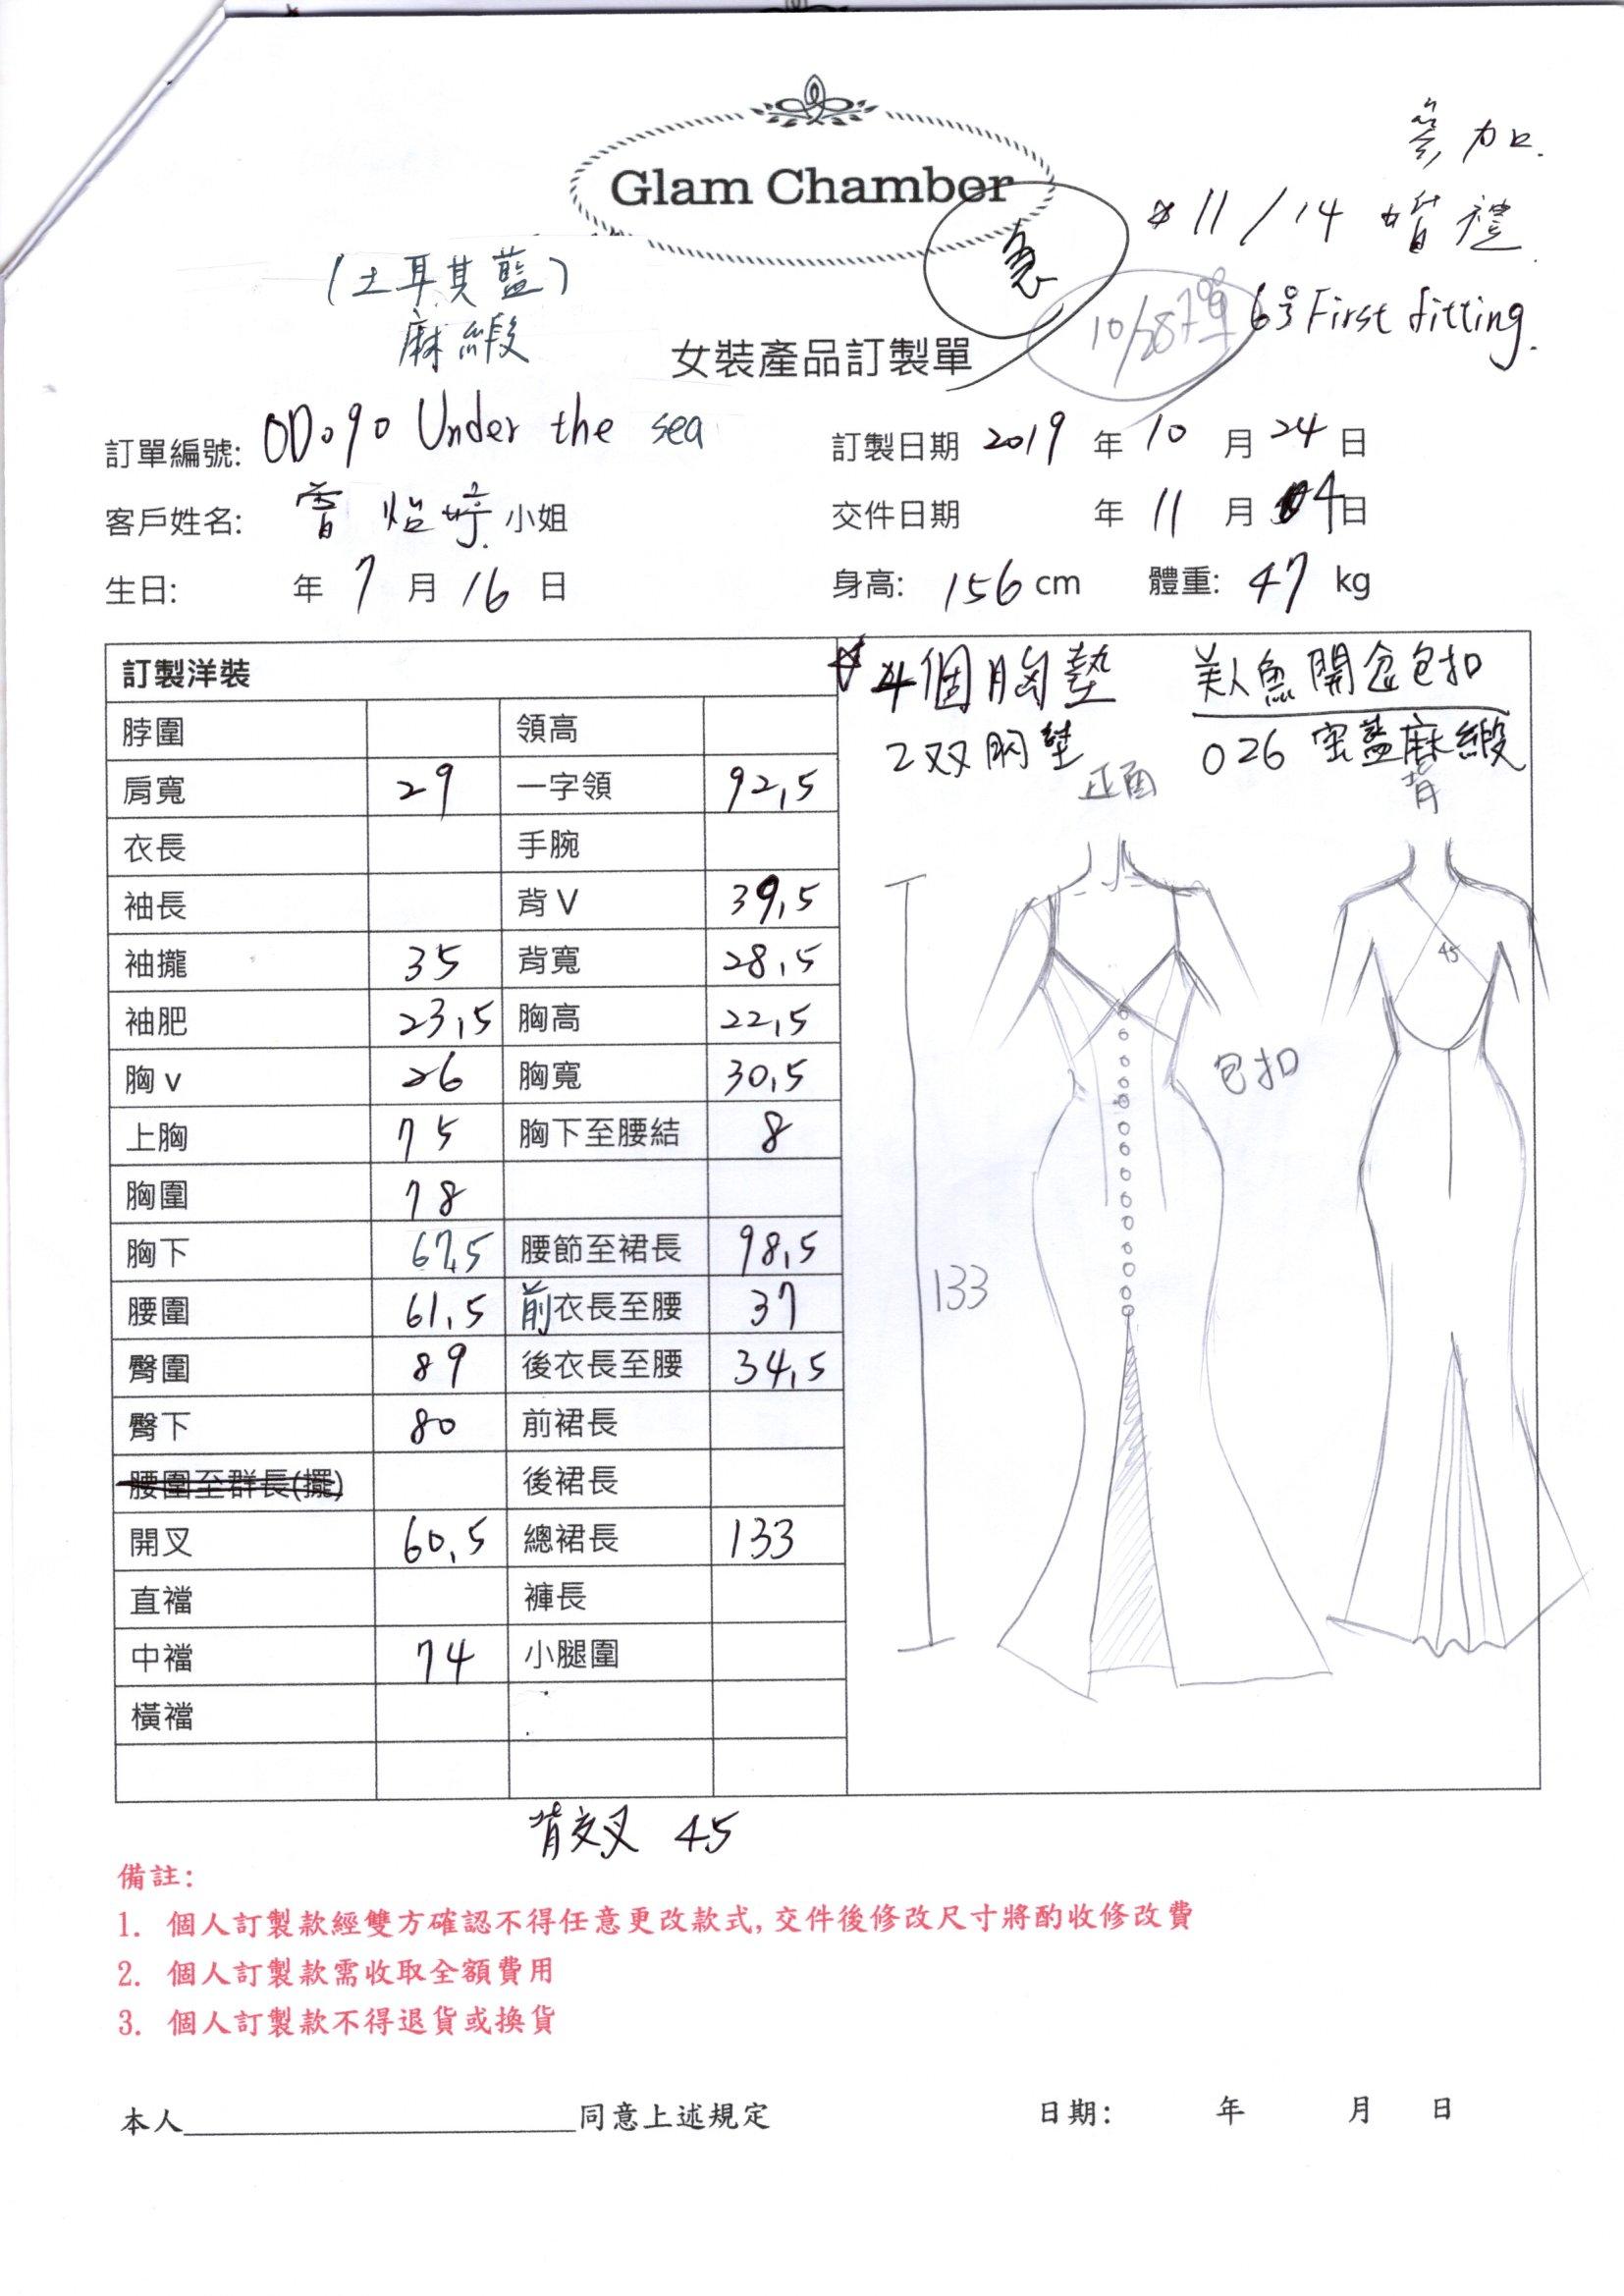 參加
Glam Chamber
☆11/14 婚禮
急
(土耳其藍)
麻緞
10/28
6号 First fitting.
女裝產品訂製單
訂單編號: OD090 Under the sea
訂製日期 2019 年 10 月 24 日
客戶姓名: 曾怡婷 小姐
交件日期 年 11 月 4日
生日: 年 7 月 16 日
身高: 156 cm 體重: 47 kg
訂製洋裝
☆4個胸墊 美人魚開岔包扣
2双胸墊 026 寶藍麻緞
正面 背
脖圍 領高
肩寬 29 一字領 92,5
衣長 手腕
袖長 背V 39,5
袖攏 35 背寬 28,5
袖肥 23,5 胸高 22,5
胸v 26 胸寬 30,5
上胸 75 胸下至腰結 8
胸圍 78
胸下 67,5 腰節至裙長 98,5
腰圍 61,5 前衣長至腰 37
臀圍 89 後衣長至腰 34,5
臀下 80 前裙長
腰圍至群長(擺) 後裙長
開叉 60,5 總裙長 133
直襠 褲長
中襠 74 小腿圍
橫襠
45
包扣
133
背交叉 45
備註:
1. 個人訂製款經雙方確認不得任意更改款式,交件後修改尺寸將酌收修改費
2. 個人訂製款需收取全額費用
3. 個人訂製款不得退貨或換貨
本人____________________同意上述規定 日期: 年 月 日